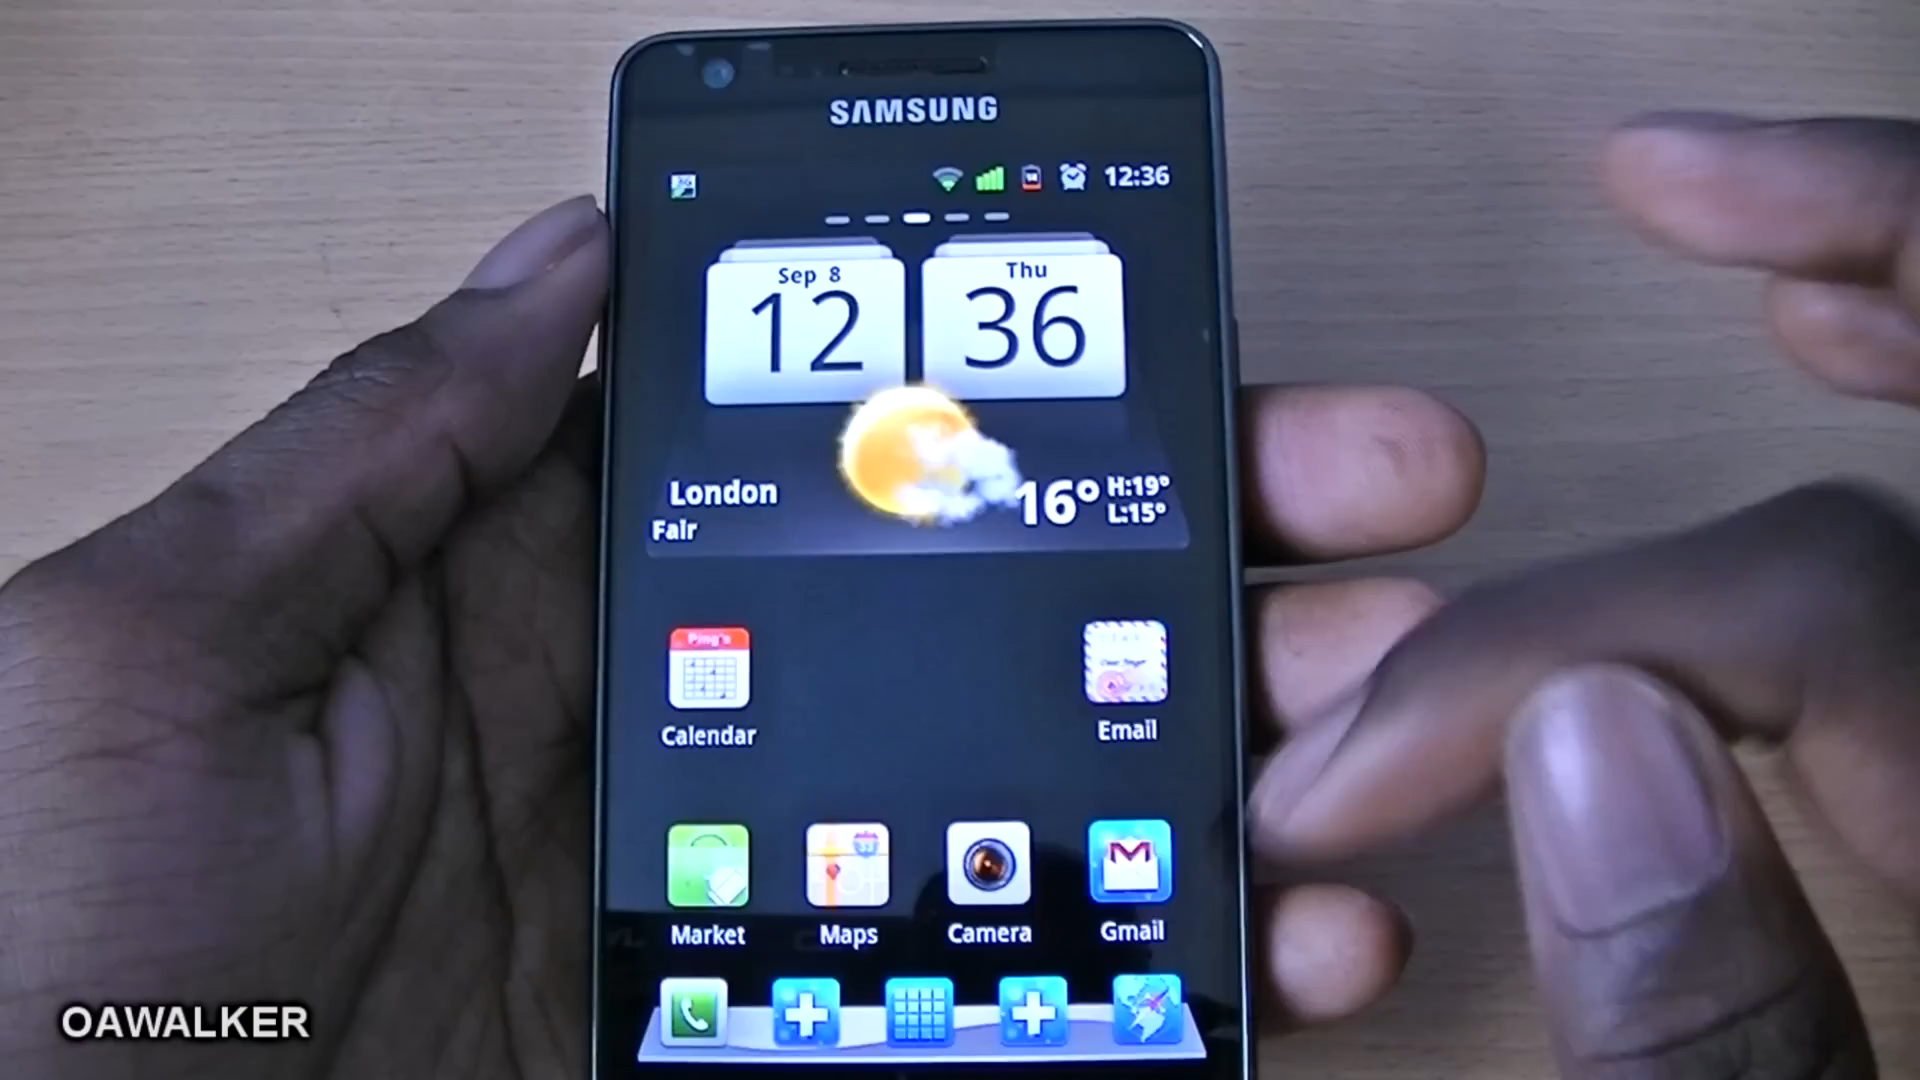 SAMSUNG
12:36
Sep 8
Thu
12
36
London
Fair
16°
H:19°
L:15°
Ping's
Calendar
Email
Market
Maps
Camera
Gmail
OAWALKER